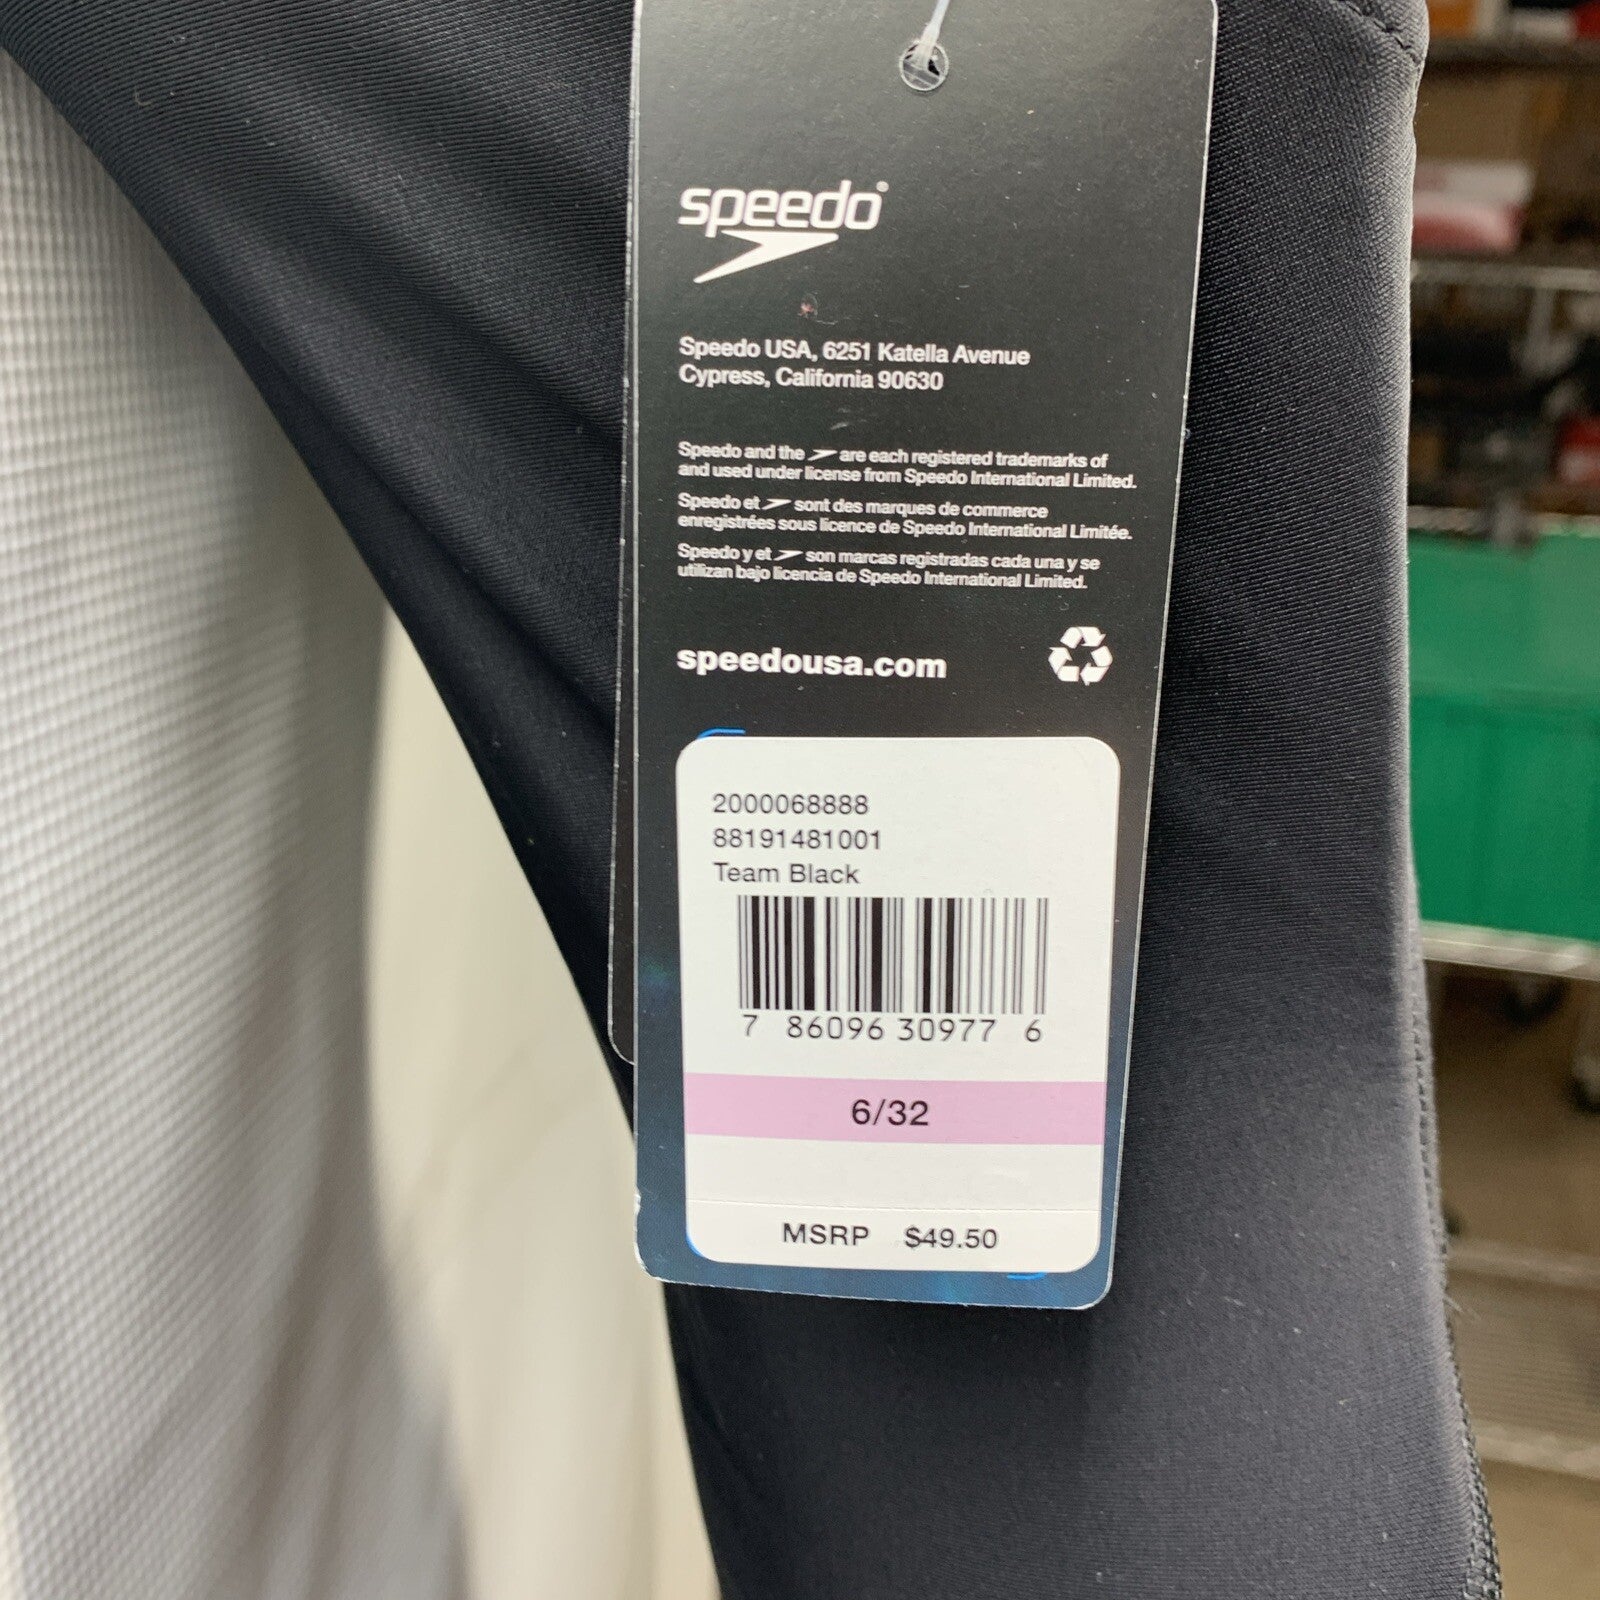 speedo®
Speedo USA, 6251 Katella Avenue
Cypress, California 90630
Speedo and the are each registered trademarks of
and used under license from Speedo International Limited.
Speedo et sont des marques de commerce
enregistrées sous licence de Speedo International Limitée.
Speedo y et son marcas registradas cada una y se
utilizan bajo licencia de Speedo International Limited.
speedousa.com
2000068888
88191481001
Team Black
7 86096 30977 6
6/32
MSRP $49.50